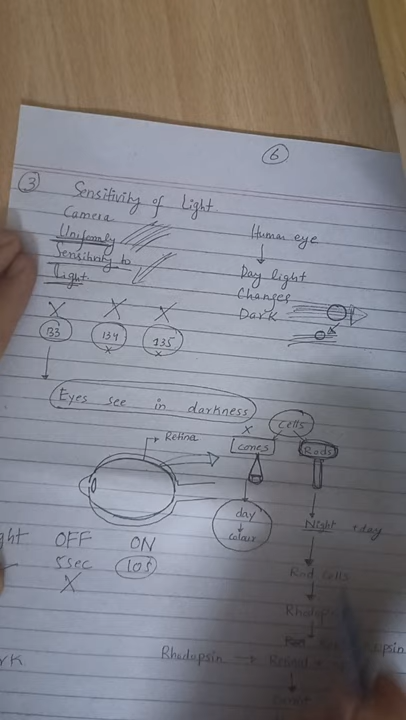 6
3 Sensitivity of Light
Camera
Uniformly
Sensitivity to
Light
Human eye
Day light
Changes
Dark
133 134 135
Eyes see in darkness
Retina
Cells
Cones
Rods
day
colour
Night + day
Rod cells
OFF ON
5sec 10s
Rhodopsin →